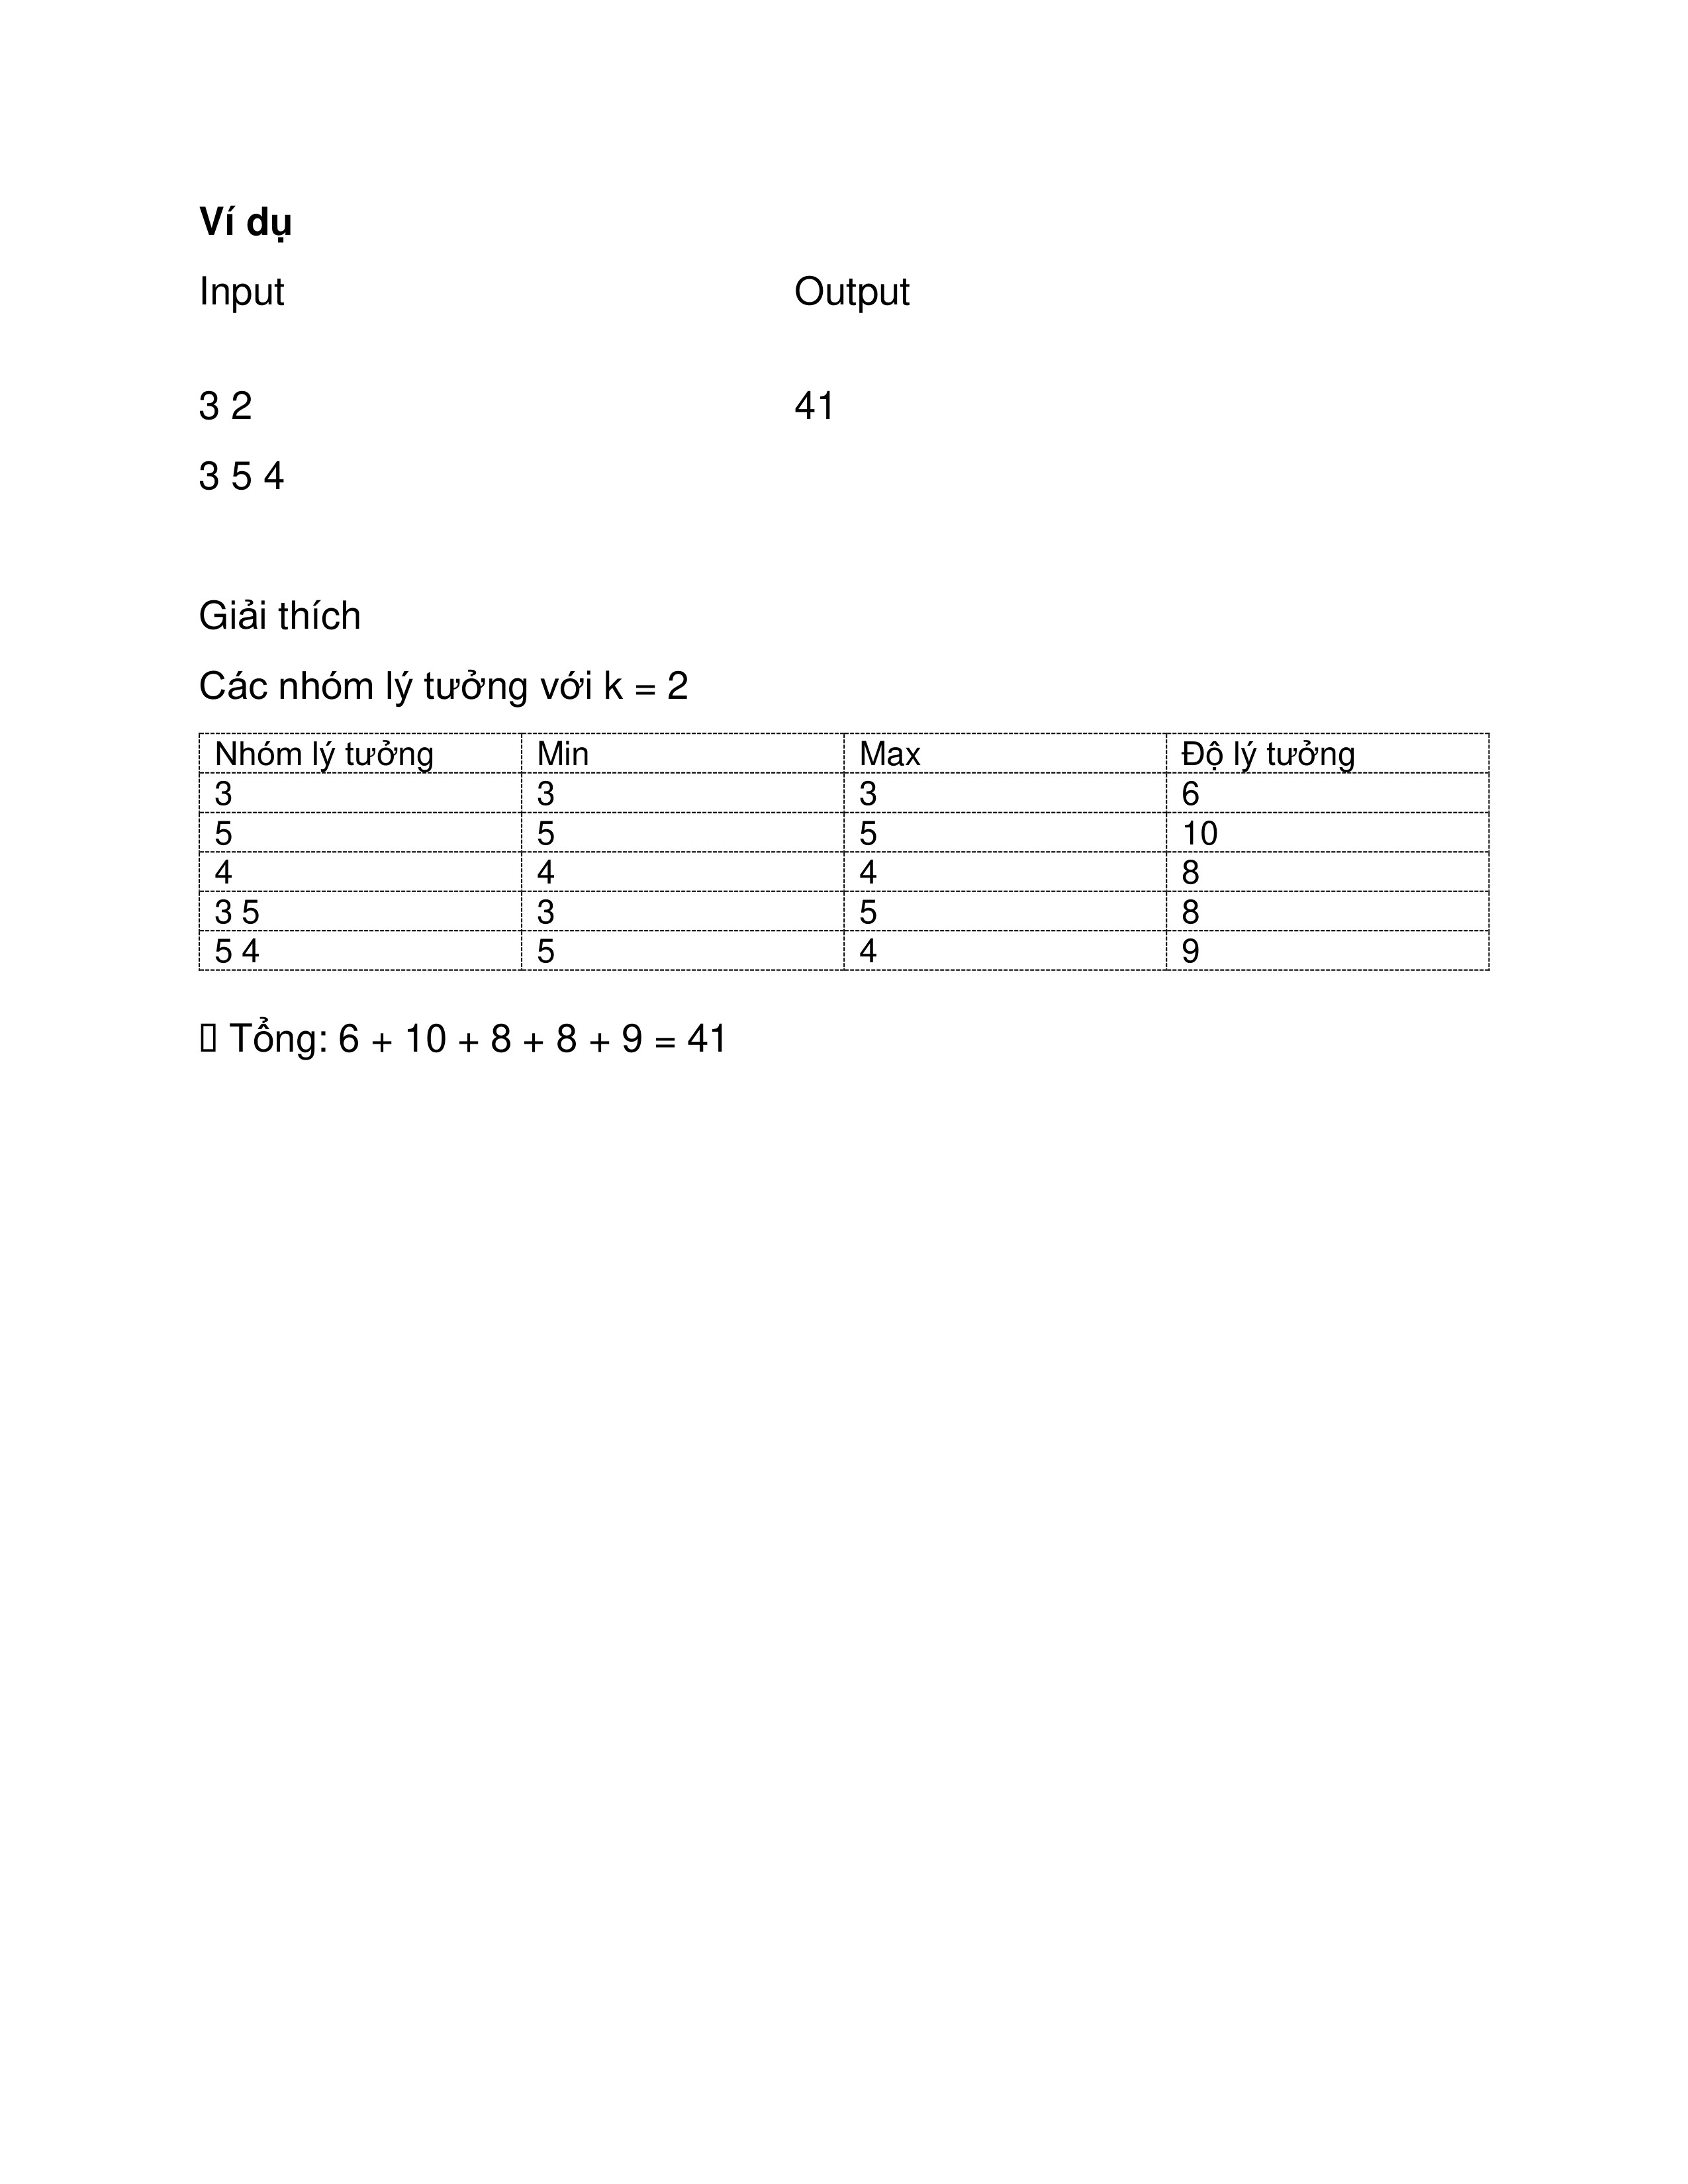 Ví dụ
Input Output
3 2 41
3 5 4
Giải thích
Các nhóm lý tưởng với k = 2
Nhóm lý tưởng Min Max Độ lý tưởng
3 3 3 6
5 5 5 10
4 4 4 8
3 5 3 5 8
5 4 5 4 9
Tổng: 6 + 10 + 8 + 8 + 9 = 41